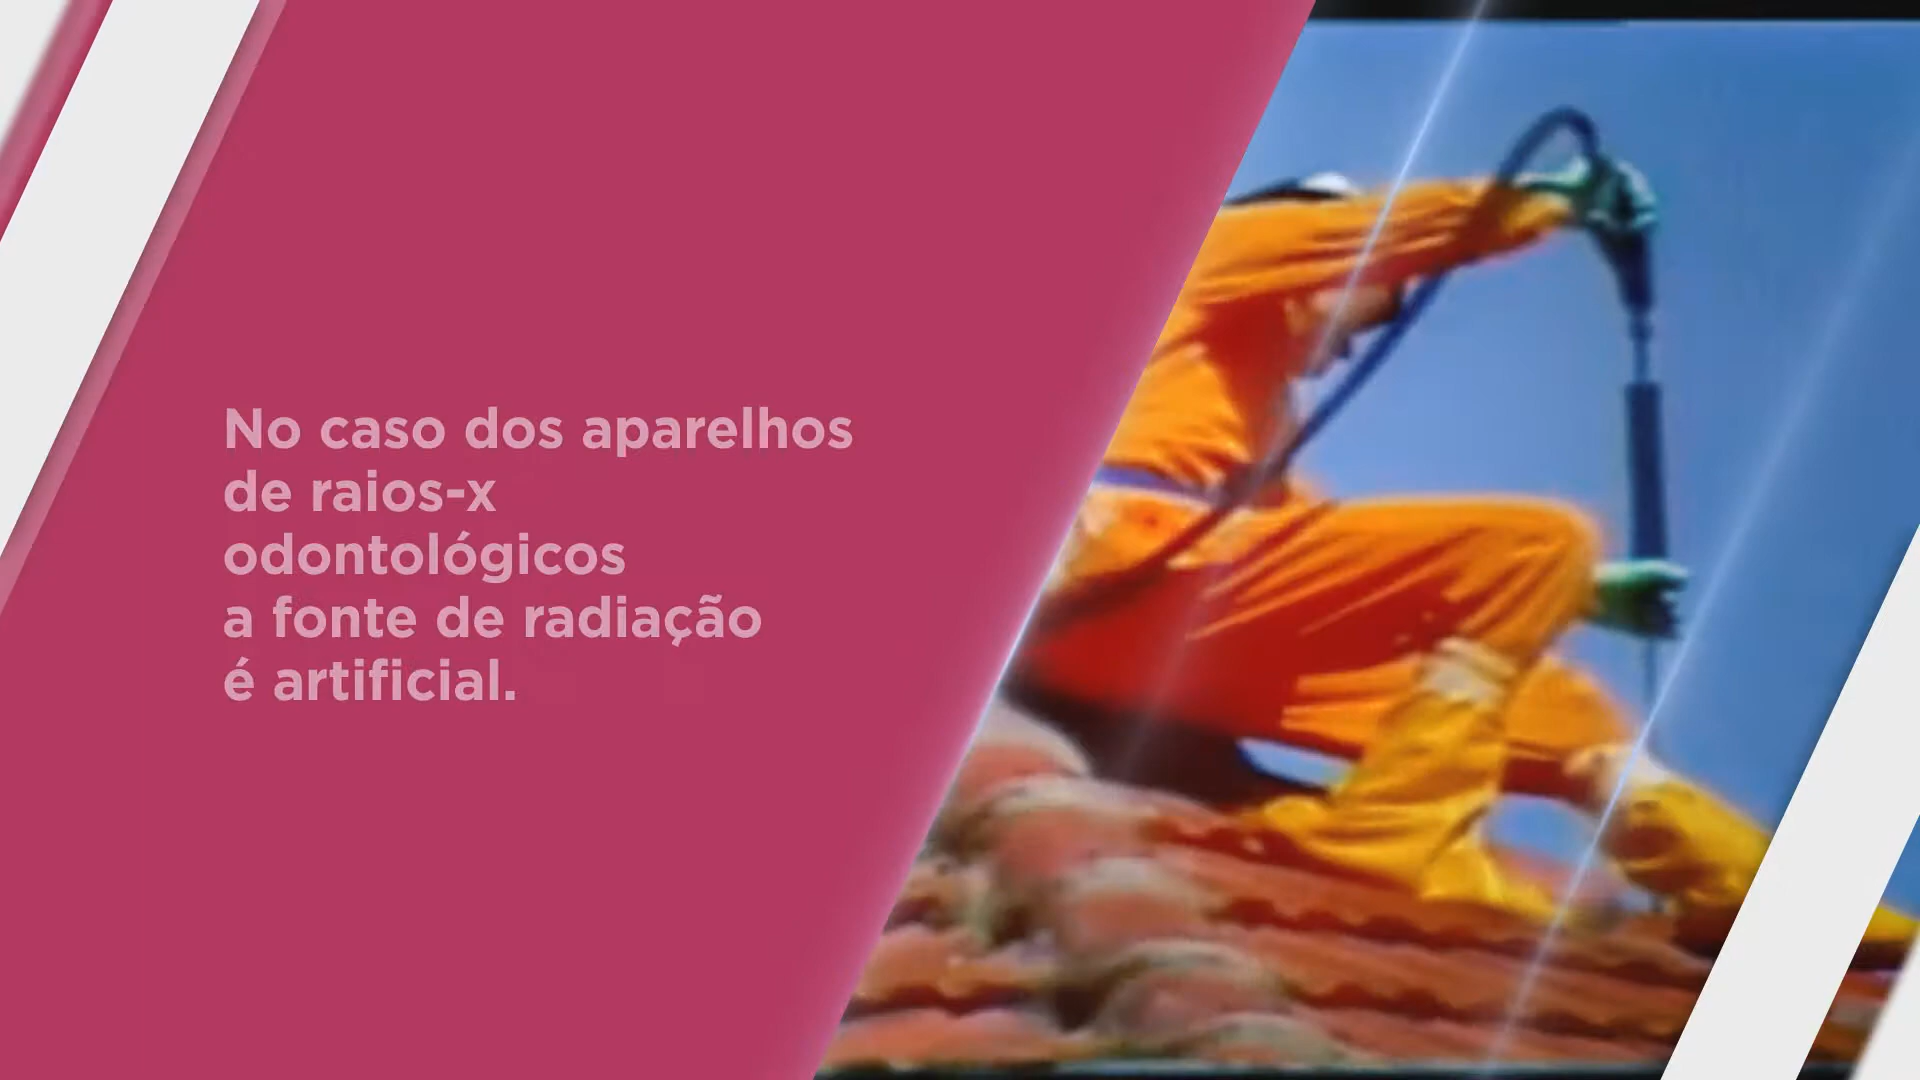 No caso dos aparelhos
de raios-x
odontológicos
a fonte de radiação
é artificial.